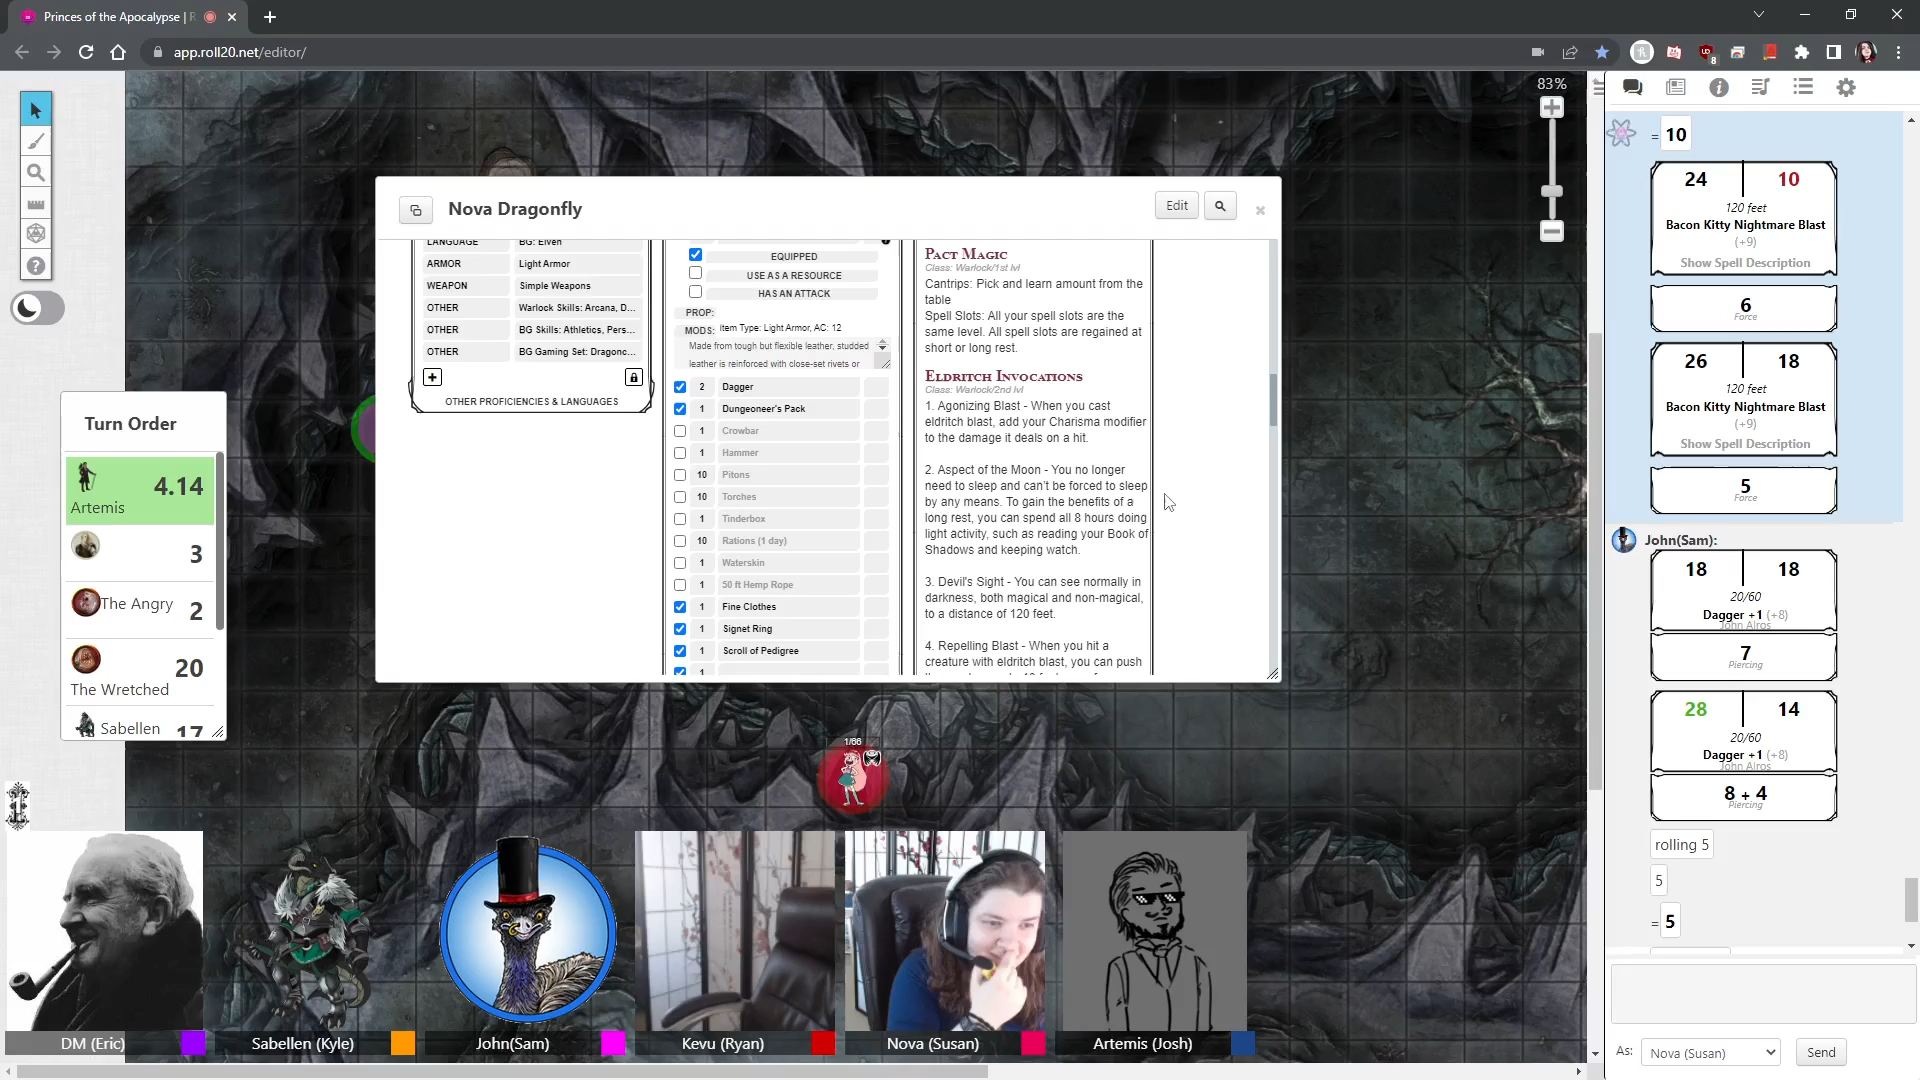 Princes of the Apocalypse |
app.roll20.net/editor/
8
83%
Nova Dragonfly
Edit
LANGUAGE BG: Elven
ARMOR Light Armor
WEAPON Simple Weapons
OTHER Warlock Skills: Arcana, D...
OTHER BG Skills: Athletics, Pers...
OTHER BG Gaming Set: Dragonc...
OTHER PROFICIENCIES & LANGUAGES
EQUIPPED
USE AS A RESOURCE
HAS AN ATTACK
PROP:
MODS: Item Type: Light Armor, AC: 12
Made from tough but flexible leather, studded
leather is reinforced with close-set rivets or
2 Dagger
1 Dungeoneer's Pack
1 Crowbar
1 Hammer
10 Pitons
10 Torches
1 Tinderbox
10 Rations (1 day)
1 Waterskin
1 50 ft Hemp Rope
1 Fine Clothes
1 Signet Ring
1 Scroll of Pedigree
1
PACT MAGIC
Class: Warlock/1st lvl
Cantrips: Pick and learn amount from the
table
Spell Slots: All your spell slots are the
same level. All spell slots are regained at
short or long rest.
ELDRITCH INVOCATIONS
Class: Warlock/2nd lvl
1. Agonizing Blast - When you cast
eldritch blast, add your Charisma modifier
to the damage it deals on a hit.
2. Aspect of the Moon - You no longer
need to sleep and can't be forced to sleep
by any means. To gain the benefits of a
long rest, you can spend all 8 hours doing
light activity, such as reading your Book of
Shadows and keeping watch.
3. Devil's Sight - You can see normally in
darkness, both magical and non-magical,
to a distance of 120 feet.
4. Repelling Blast - When you hit a
creature with eldritch blast, you can push
Turn Order
4.14
Artemis
3
The Angry 2
20
The Wretched
Sabellen 17
1/66
= 10
24 10
120 feet
Bacon Kitty Nightmare Blast
(+9)
Show Spell Description
6
Force
26 18
120 feet
Bacon Kitty Nightmare Blast
(+9)
Show Spell Description
5
Force
John(Sam):
18 18
20/60
Dagger +1 (+8)
John Alros
7
Piercing
28 14
20/60
Dagger +1 (+8)
John Alros
8 + 4
Piercing
rolling 5
5
= 5
As: Nova (Susan) Send
DM (Eric)
Sabellen (Kyle)
John(Sam)
Kevu (Ryan)
Nova (Susan)
Artemis (Josh)